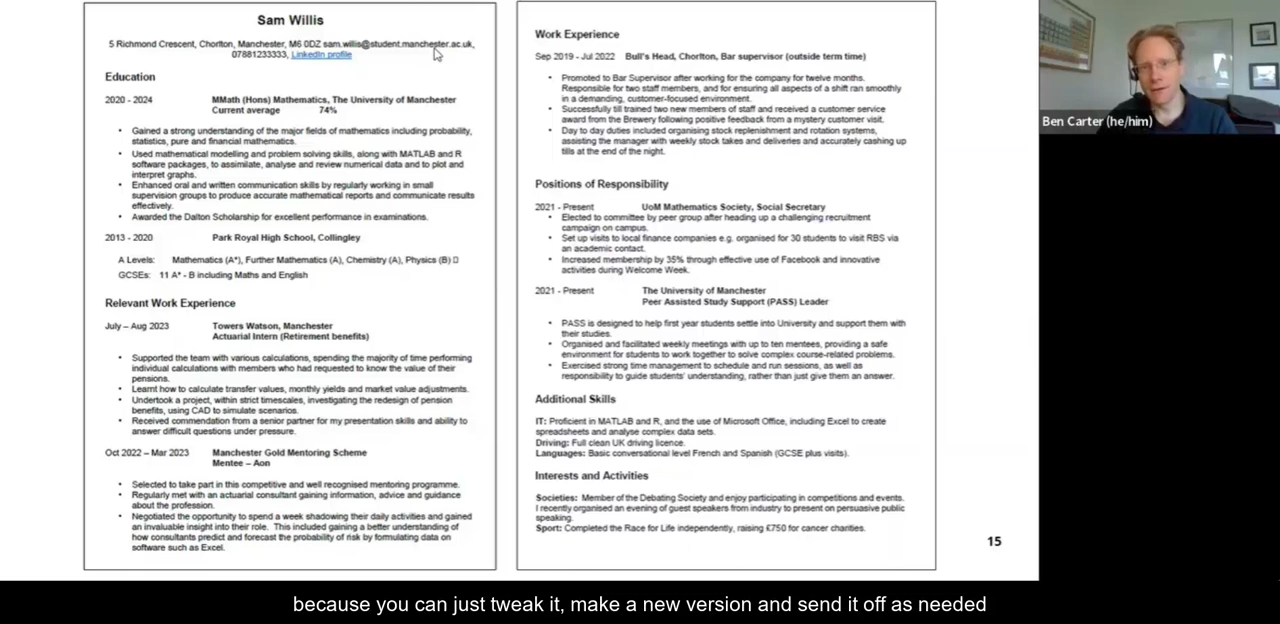 Sam Willis
5 Richmond Crescent, Chorlton, Manchester, M6 0DZ sam.willis@student.manchester.ac.uk,
07881233333, LinkedIn profile
Education
2020 - 2024 MMath (Hons) Mathematics, The University of Manchester
Current average 74%
• Gained a strong understanding of the major fields of mathematics including probability,
statistics, pure and financial mathematics.
• Used mathematical modelling and problem solving skills, along with MATLAB and R
software packages, to assimilate, analyse and review numerical data and to plot and
interpret graphs.
• Enhanced oral and written communication skills by regularly working in small
supervision groups to produce accurate mathematical reports and communicate results
effectively.
• Awarded the Dalton Scholarship for excellent performance in examinations.
2013 - 2020 Park Royal High School, Collingley
A Levels: Mathematics (A*), Further Mathematics (A), Chemistry (A), Physics (B)
GCSEs: 11 A* - B including Maths and English
Relevant Work Experience
July – Aug 2023 Towers Watson, Manchester
Actuarial Intern (Retirement benefits)
• Supported the team with various calculations, spending the majority of time performing
individual calculations with members who had requested to know the value of their
pensions.
• Learnt how to calculate transfer values, monthly yields and market value adjustments.
• Undertook a project, within strict timescales, investigating the redesign of pension
benefits, using CAD to simulate scenarios.
• Received commendation from a senior partner for my presentation skills and ability to
answer difficult questions under pressure.
Oct 2022 – Mar 2023 Manchester Gold Mentoring Scheme
Mentee – Aon
• Selected to take part in this competitive and well recognised mentoring programme.
• Regularly met with an actuarial consultant gaining information, advice and guidance
about the profession.
• Negotiated the opportunity to spend a week shadowing their daily activities and gained
an invaluable insight into their role. This included gaining a better understanding of
how consultants predict and forecast the probability of risk by formulating data on
software such as Excel.
Work Experience
Sep 2019 - Jul 2022 Bull's Head, Chorlton, Bar supervisor (outside term time)
• Promoted to Bar Supervisor after working for the company for twelve months.
Responsible for two staff members, and for ensuring all aspects of a shift ran smoothly
in a demanding, customer-focused environment.
• Successfully till trained two new members of staff and received a customer service
award from the Brewery following positive feedback from a mystery customer visit.
• Day to day duties included organising stock replenishment and rotation systems,
assisting the manager with weekly stock takes and deliveries and accurately cashing up
tills at the end of the night.
Positions of Responsibility
2021 - Present UoM Mathematics Society, Social Secretary
• Elected to committee by peer group after heading up a challenging recruitment
campaign on campus.
• Set up visits to local finance companies e.g. organised for 30 students to visit RBS via
an academic contact.
• Increased membership by 35% through effective use of Facebook and innovative
activities during Welcome Week.
2021 - Present The University of Manchester
Peer Assisted Study Support (PASS) Leader
• PASS is designed to help first year students settle into University and support them with
their studies.
• Organised and facilitated weekly meetings with up to ten mentees, providing a safe
environment for students to work together to solve complex course-related problems.
• Exercised strong time management to schedule and run sessions, as well as
responsibility to guide students' understanding, rather than just give them an answer.
Additional Skills
IT: Proficient in MATLAB and R, and the use of Microsoft Office, including Excel to create
spreadsheets and analyse complex data sets.
Driving: Full clean UK driving licence.
Languages: Basic conversational level French and Spanish (GCSE plus visits).
Interests and Activities
Societies: Member of the Debating Society and enjoy participating in competitions and events.
I recently organised an evening of guest speakers from industry to present on persuasive public
speaking.
Sport: Completed the Race for Life independently, raising £750 for cancer charities.
15
Ben Carter (he/him)
because you can just tweak it, make a new version and send it off as needed